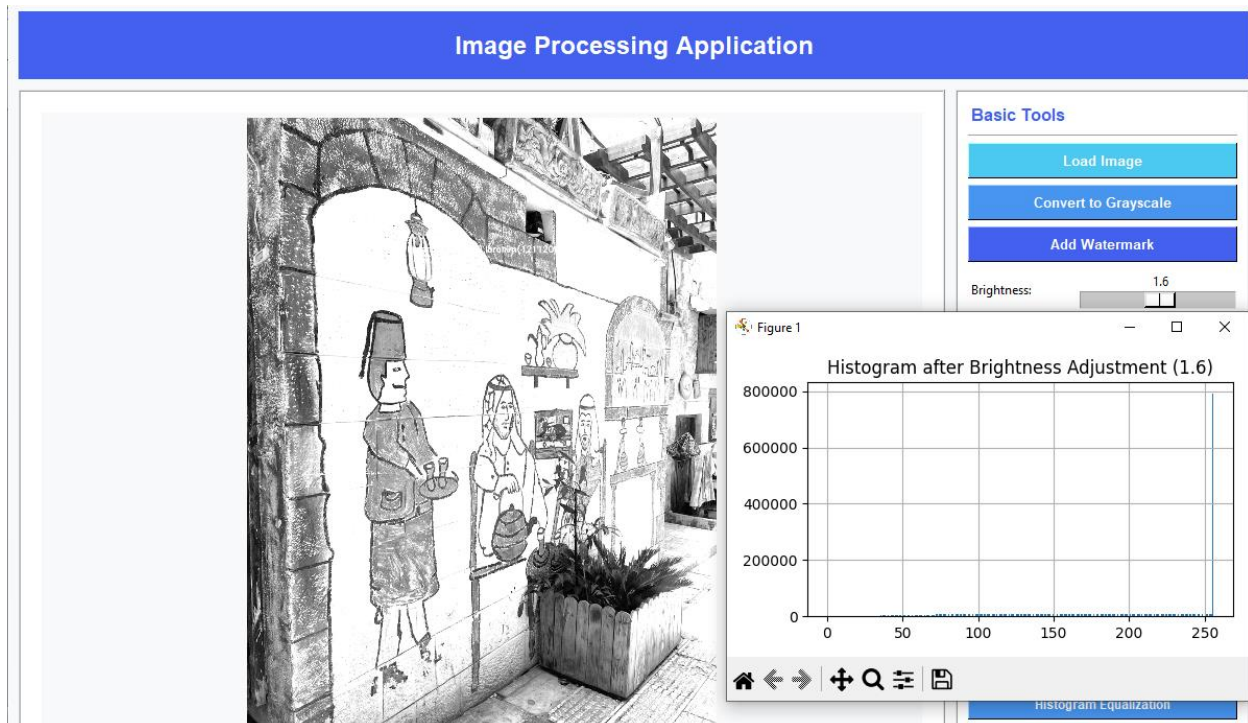 Image Processing Application
Basic Tools
Load Image
Convert to Grayscale
Add Watermark
Brightness:
1.6
Figure 1
Histogram after Brightness Adjustment (1.6)
800000
600000
400000
200000
0
0 50 100 150 200 250
Histogram Equalization